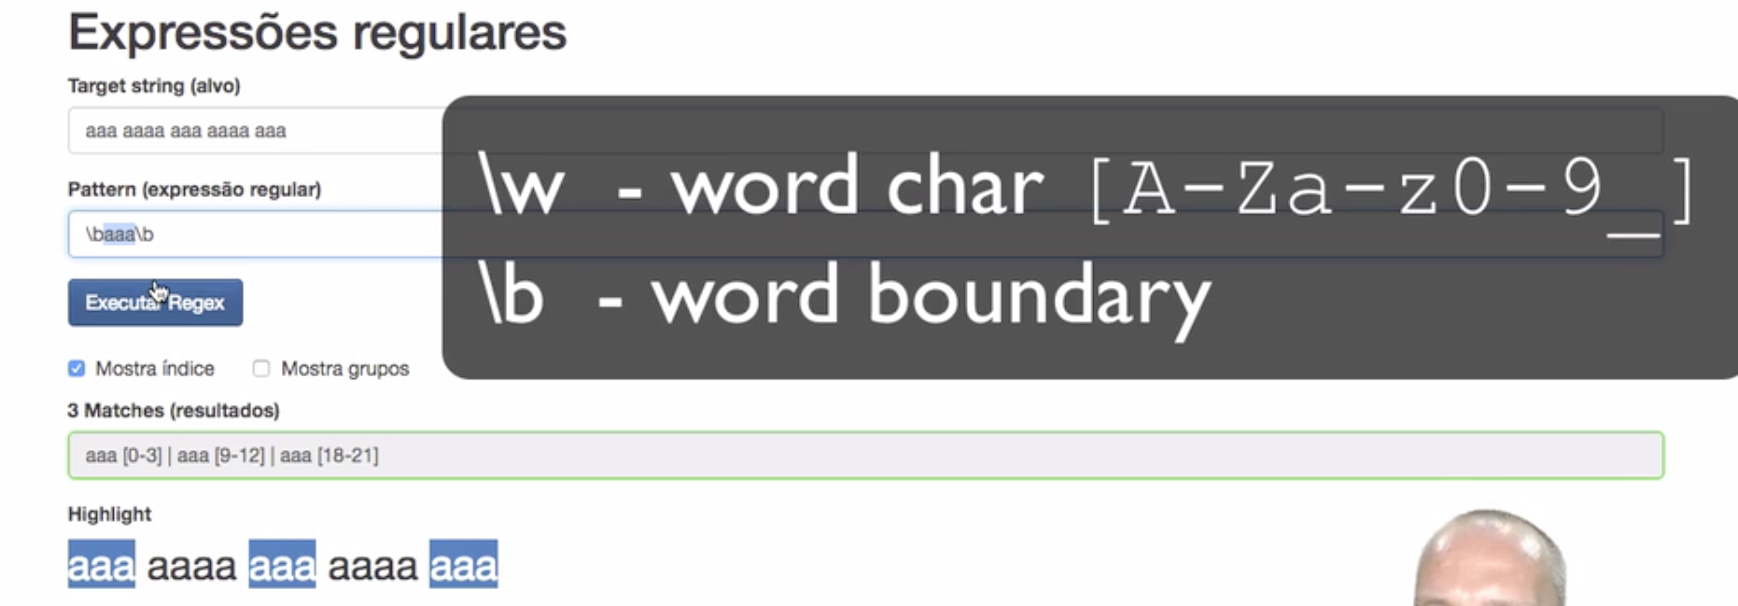 Expressões regulares
Target string (alvo)
aaa aaaa aaa aaaa aaa
\w - word char [A-Za-z0-9_]
Pattern (expressão regular)
\baaa\b
\b - word boundary
Executar Regex
Mostra índice Mostra grupos
3 Matches (resultados)
aaa [0-3] | aaa [9-12] | aaa [18-21]
Highlight
aaa aaaa aaa aaaa aaa